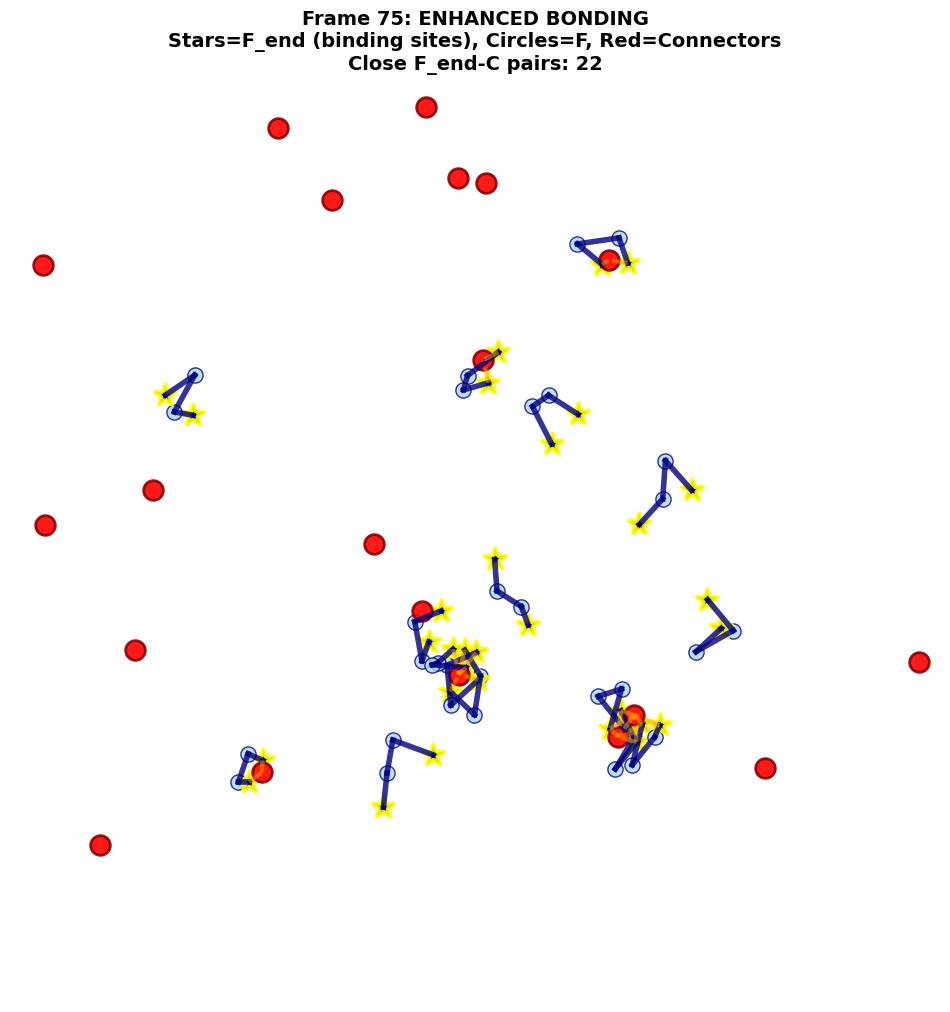 Frame 75: ENHANCED BONDING
Stars=F_end (binding sites), Circles=F, Red=Connectors
Close F_end-C pairs: 22